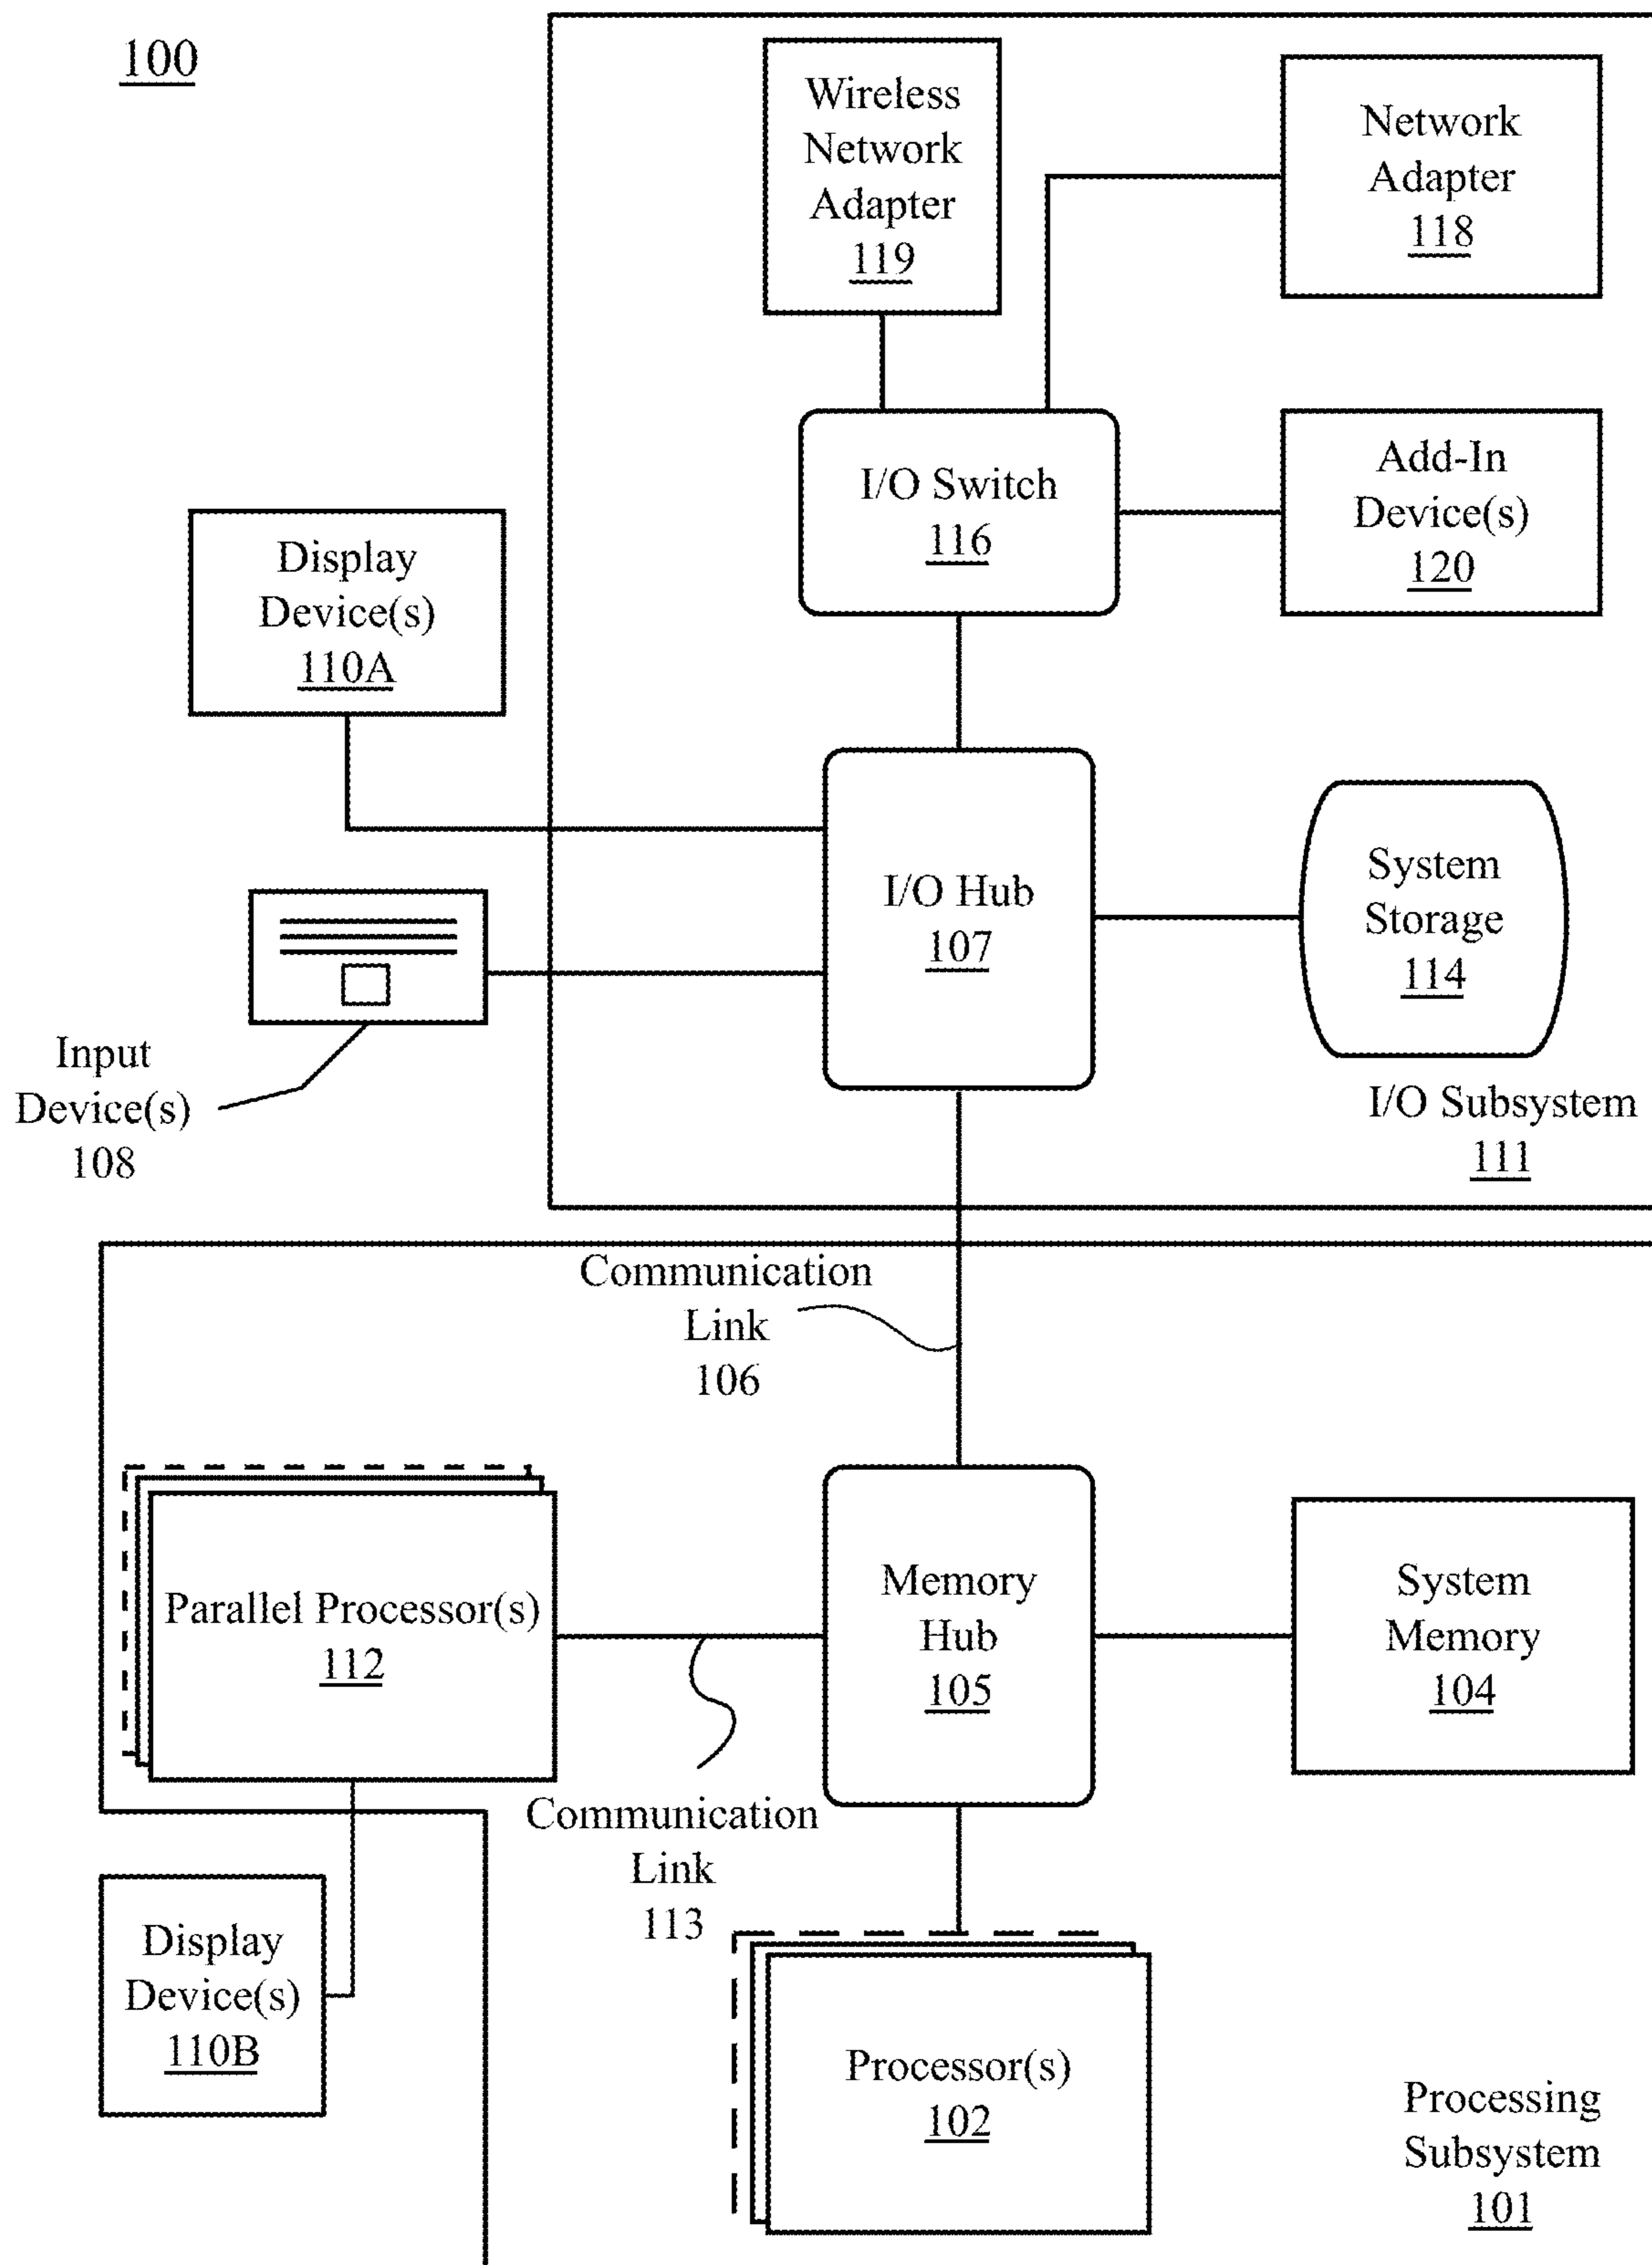 100
Wireless
Network
Adapter
119
Network
Adapter
118
I/O Switch
116
Add-In
Device(s)
120
Display
Device(s)
110A
I/O Hub
107
System
Storage
114
Input
Device(s)
108
I/O Subsystem
111
Communication
Link
106
Parallel Processor(s)
112
Memory
Hub
105
System
Memory
104
Communication
Link
113
Display
Device(s)
110B
Processor(s)
102
Processing
Subsystem
101